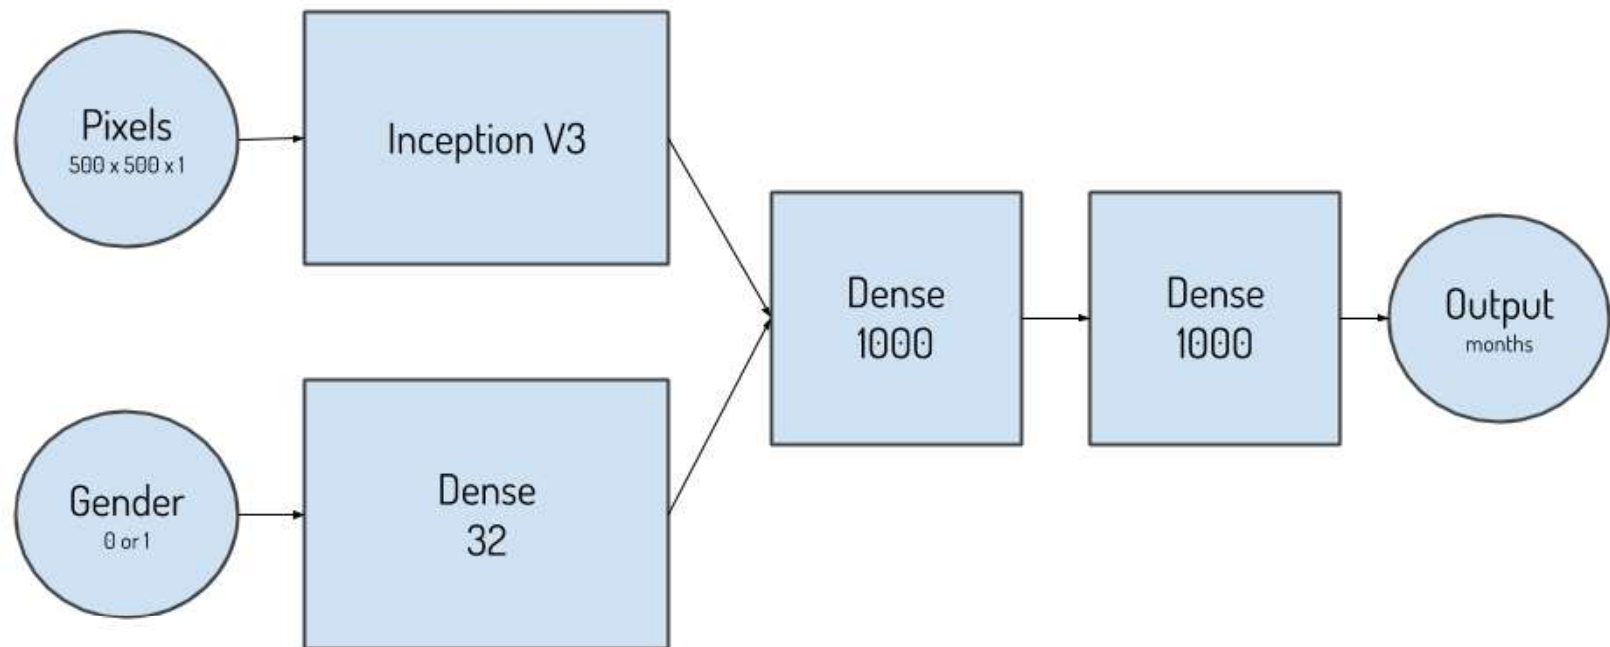 Pixels
500 x 500 x 1
Inception V3
Gender
0 or 1
Dense
32
Dense
1000
Dense
1000
Output
months